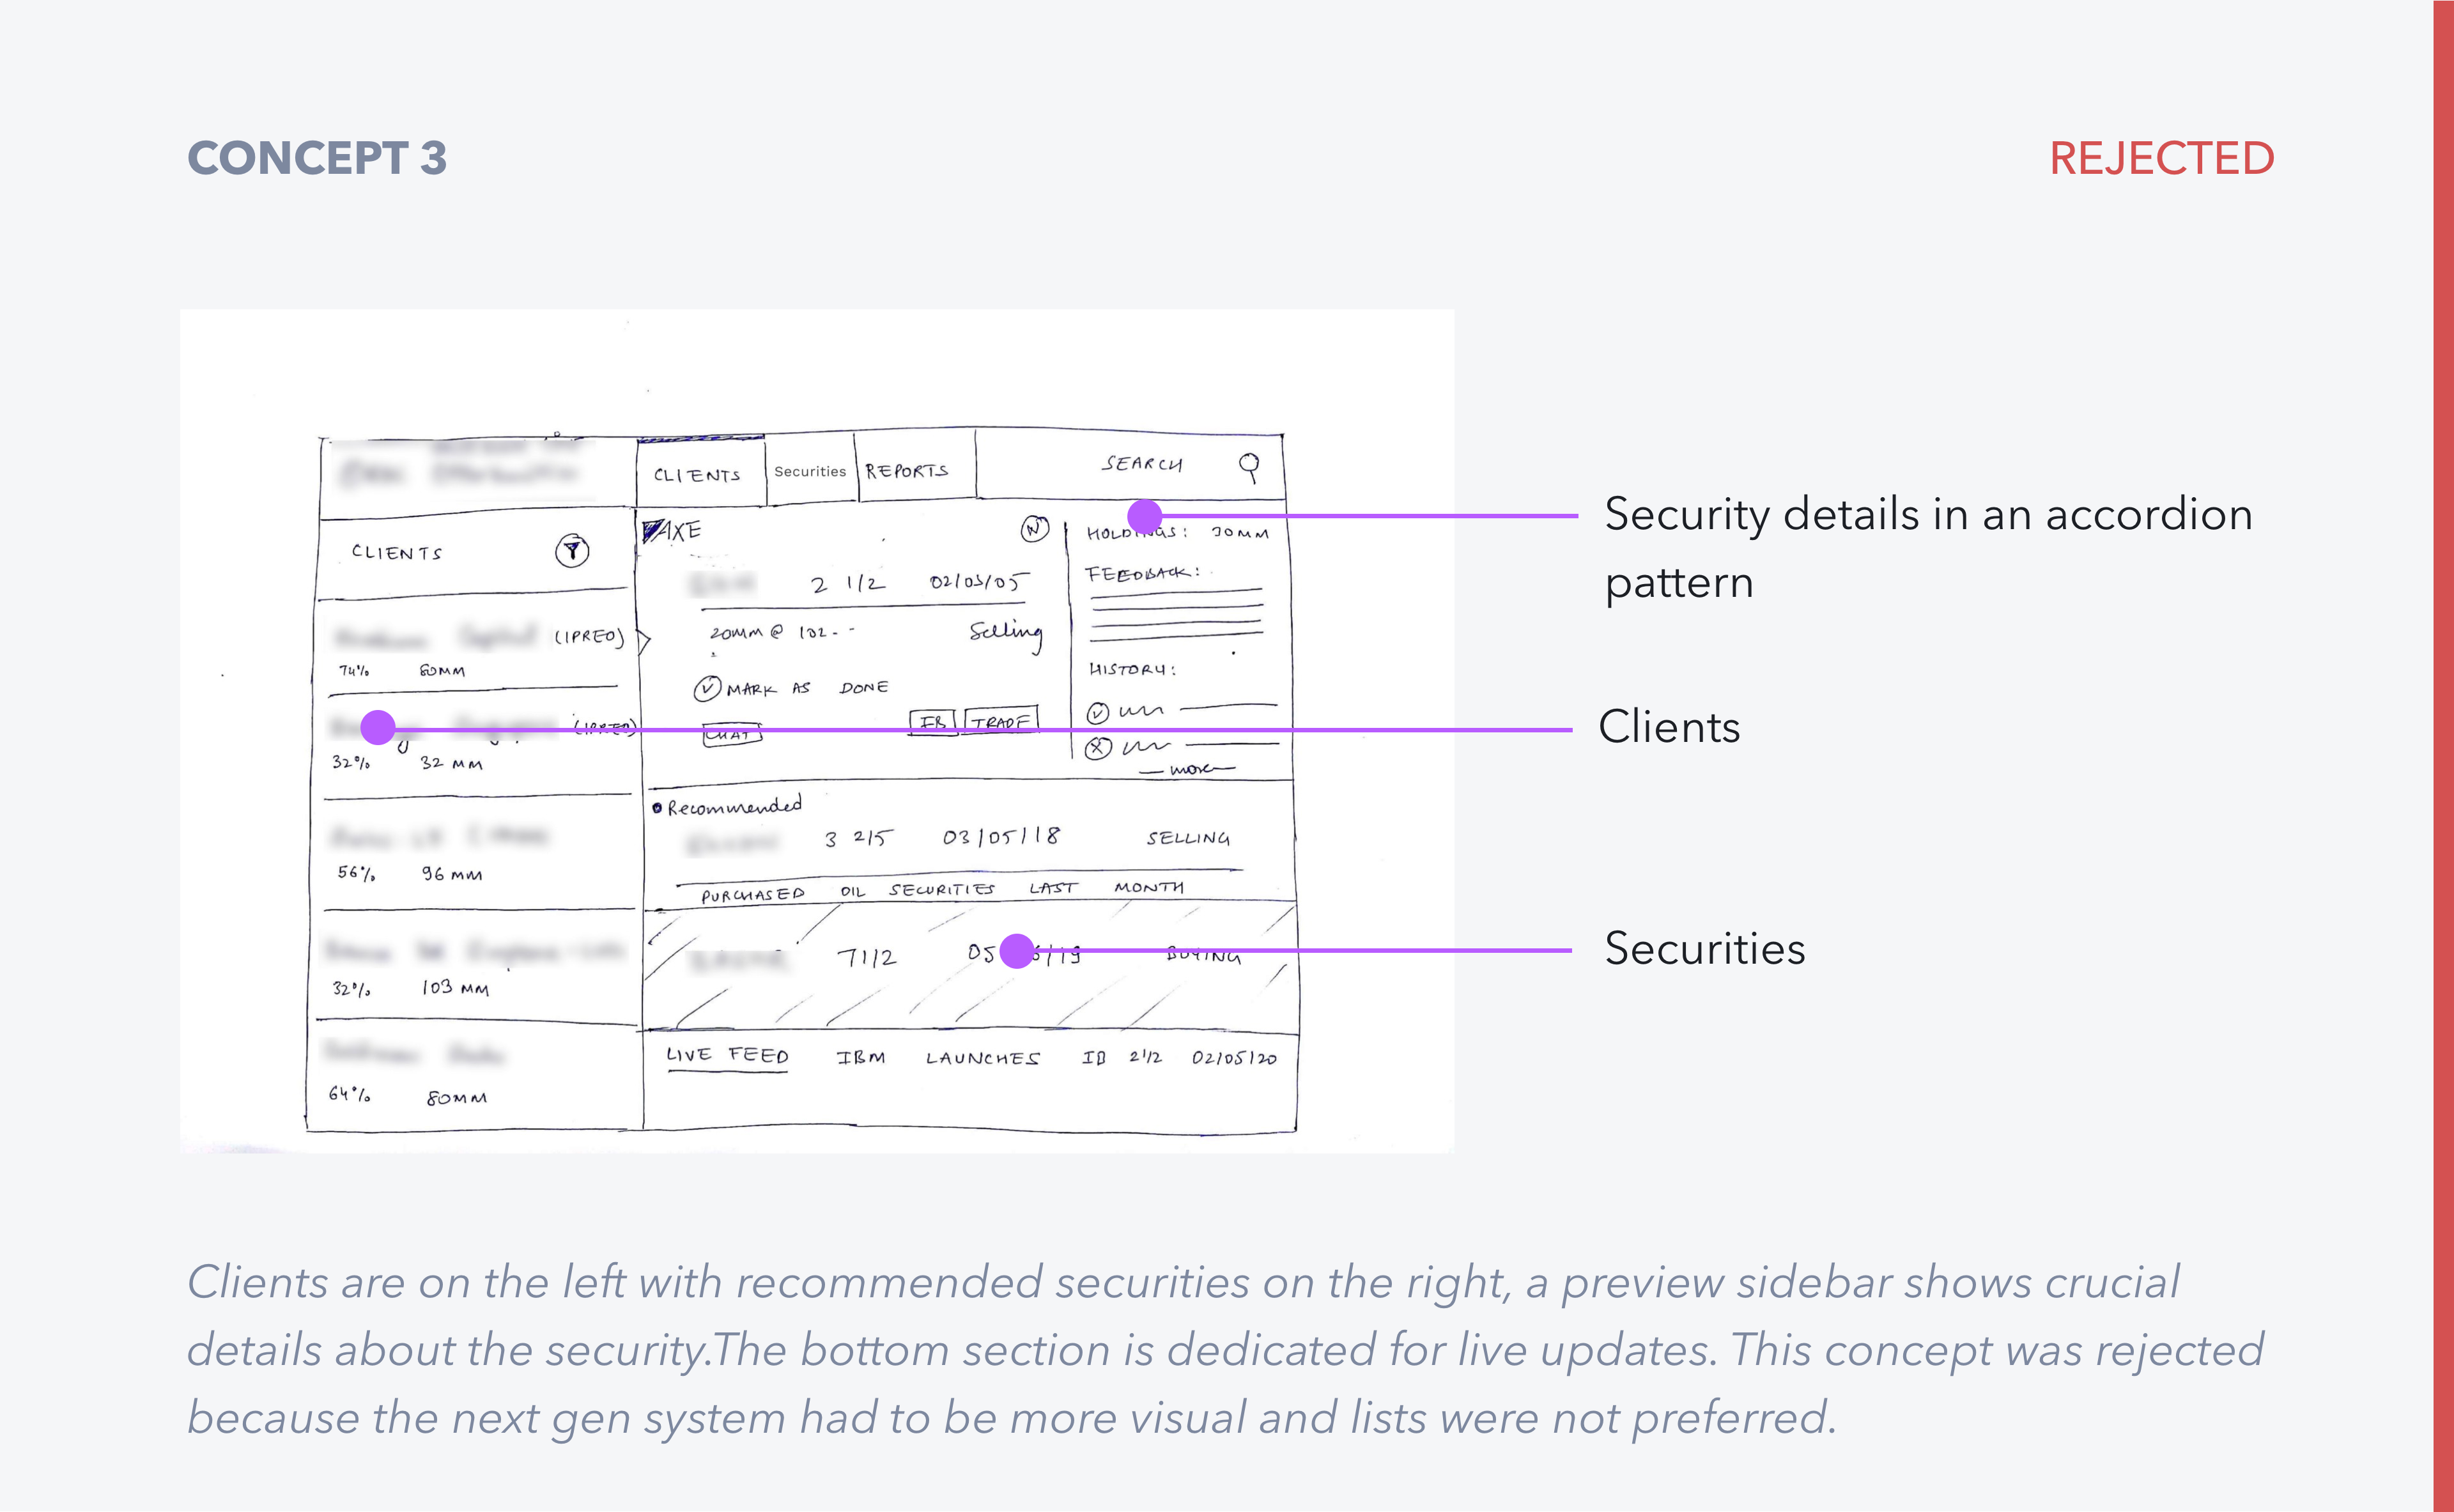 CONCEPT 3
REJECTED
CLIENTS
Securities
REPORTS
SEARCH
CLIENTS
(IPREO)
74% 80MM
(IPREO)
32% 32 MM
56% 96 MM
32% 103 MM
64% 80MM
AXE
N
2 1/2 02/05/05
20MM @ 102--
Selling
MARK AS DONE
CHAT
IB
TRADE
HOLDINGS: 30MM
FEEDBACK:
HISTORY:
more
Recommended
3 2/5 03/05/18 SELLING
PURCHASED OIL SECURITIES LAST MONTH
7 1/2 BUYING
LIVE FEED IBM LAUNCHES IB 2 1/2 02/05/20
Security details in an accordion
pattern
Clients
Securities
Clients are on the left with recommended securities on the right, a preview sidebar shows crucial
details about the security.The bottom section is dedicated for live updates. This concept was rejected
because the next gen system had to be more visual and lists were not preferred.